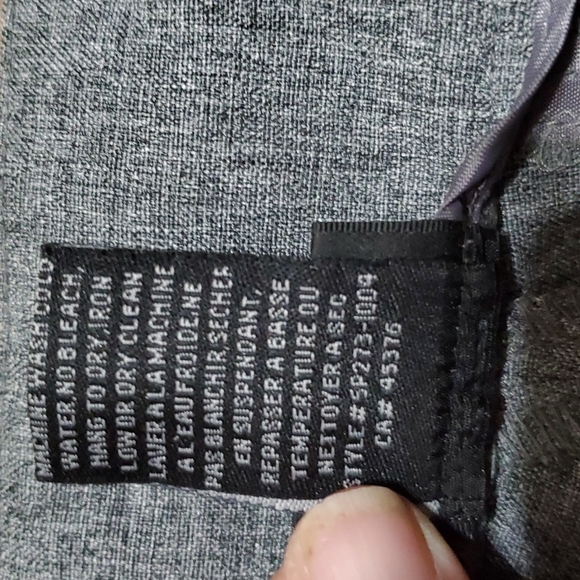 MACHINE WASH COLD
WATER NO BLEACH,
HANG TO DRY, IRON
LOW OR DRY CLEAN
LAVER A LA MACHINE
A L'EAU FROIDE.NE
PAS BLANCHIR SECHER
EN SUSPENDANT,
REPASSER A BASSE
TEMPERATURE OU
NETTOYER A SEC
STYLE#SP273-1004
CA# 45376